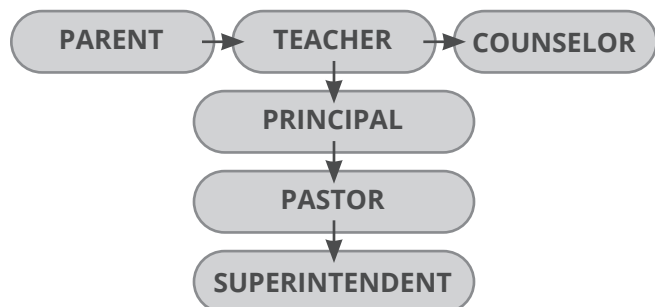 PARENT
TEACHER
COUNSELOR
PRINCIPAL
PASTOR
SUPERINTENDENT